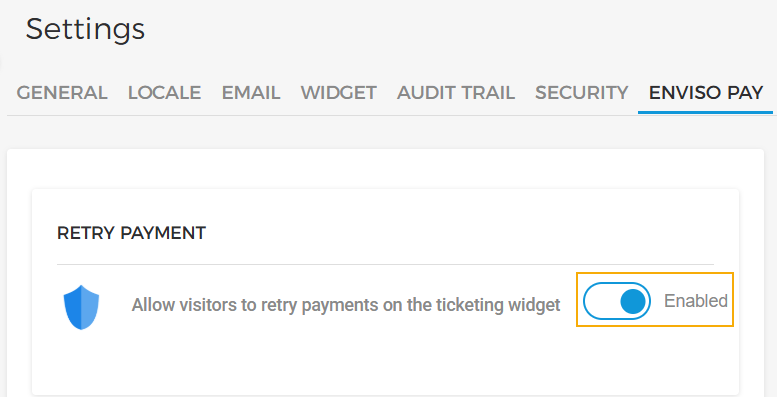 Settings
GENERAL LOCALE EMAIL WIDGET AUDIT TRAIL SECURITY ENVISO PAY
RETRY PAYMENT
Allow visitors to retry payments on the ticketing widget Enabled